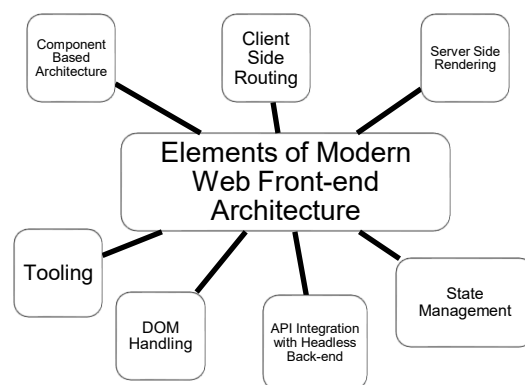 Component
Based
Architecture
Client
Side
Routing
Server Side
Rendering
Elements of Modern
Web Front-end
Architecture
Tooling
DOM
Handling
API Integration
with Headless
Back-end
State
Management